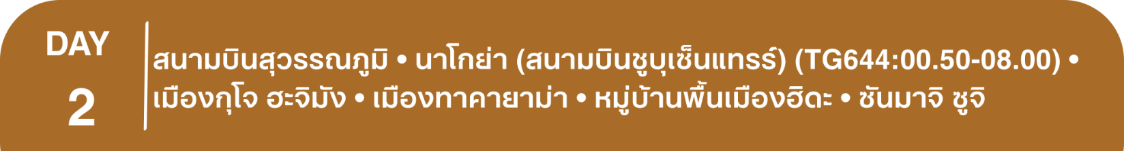 DAY
2
สนามบินสุวรรณภูมิ • นาโกย่า (สนามบินชูบุเซ็นแทรร์) (TG644:00.50-08.00) •
เมืองกุโจ ฮะจิมัง • เมืองทาคายาม่า • หมู่บ้านพื้นเมืองฮิดะ • ซันมาจิ ซูจิ